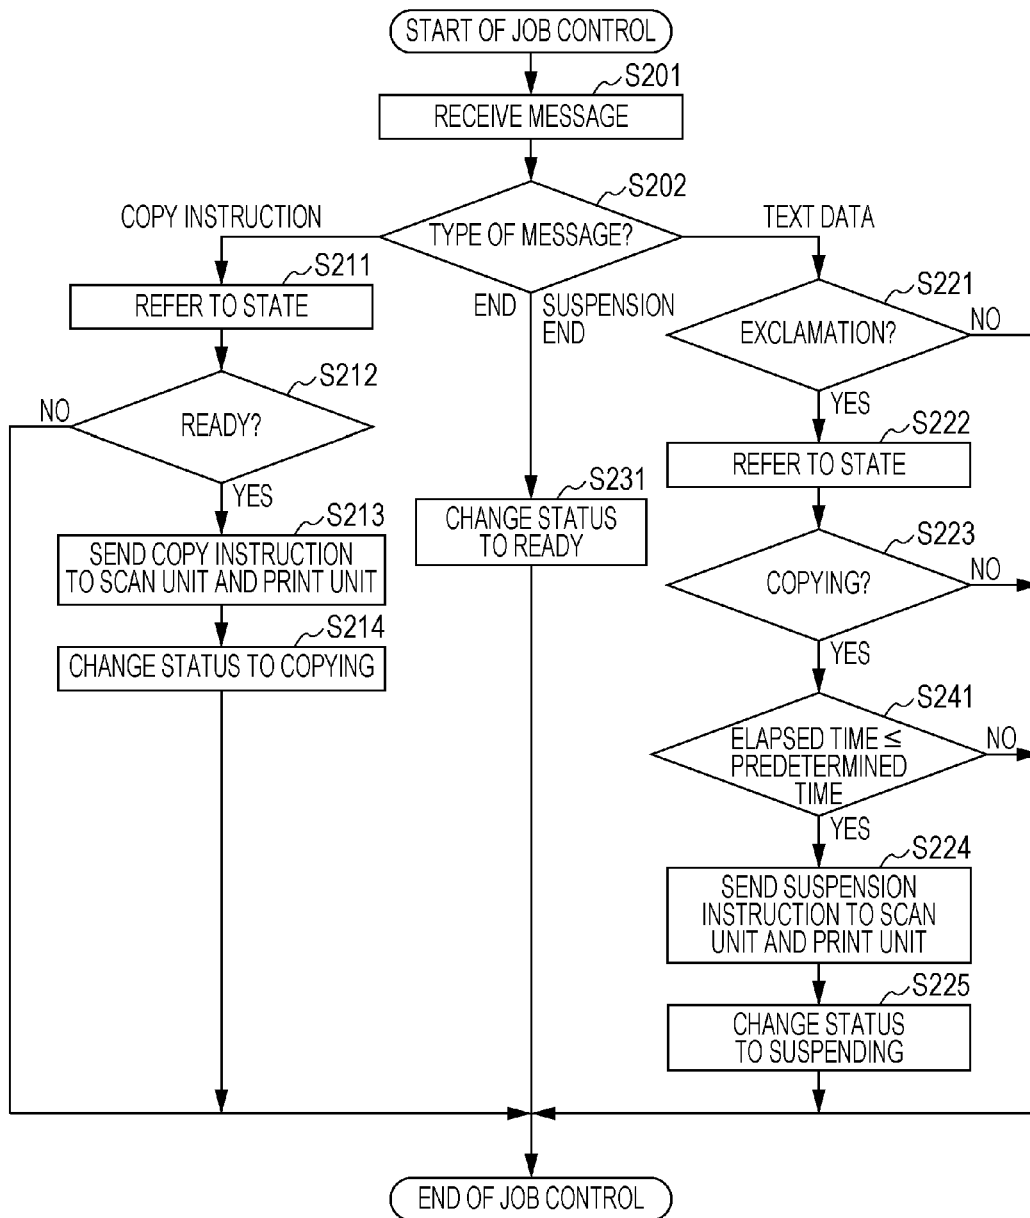 START OF JOB CONTROL
S201
RECEIVE MESSAGE
S202
TYPE OF MESSAGE?
COPY INSTRUCTION
S211
REFER TO STATE
S212
READY?
NO
YES
S213
SEND COPY INSTRUCTION
TO SCAN UNIT AND PRINT UNIT
S214
CHANGE STATUS TO COPYING
END
SUSPENSION
END
S231
CHANGE STATUS
TO READY
TEXT DATA
S221
EXCLAMATION?
NO
YES
S222
REFER TO STATE
S223
COPYING?
NO
YES
S241
ELAPSED TIME ≤
PREDETERMINED
TIME
NO
YES
S224
SEND SUSPENSION
INSTRUCTION TO SCAN
UNIT AND PRINT UNIT
S225
CHANGE STATUS
TO SUSPENDING
END OF JOB CONTROL